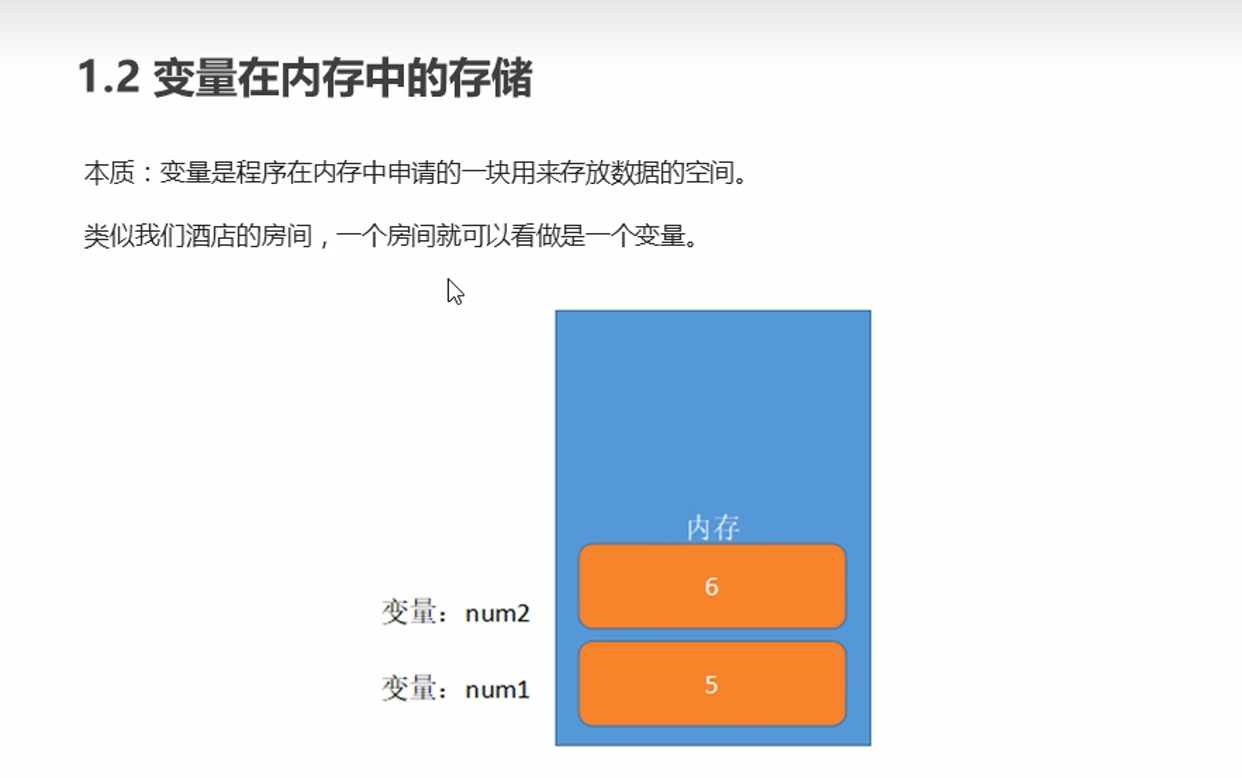 1.2 变量在内存中的存储
本质：变量是程序在内存中申请的一块用来存放数据的空间。
类似我们酒店的房间，一个房间就可以看做是一个变量。
内存
6
变量：num2
5
变量：num1